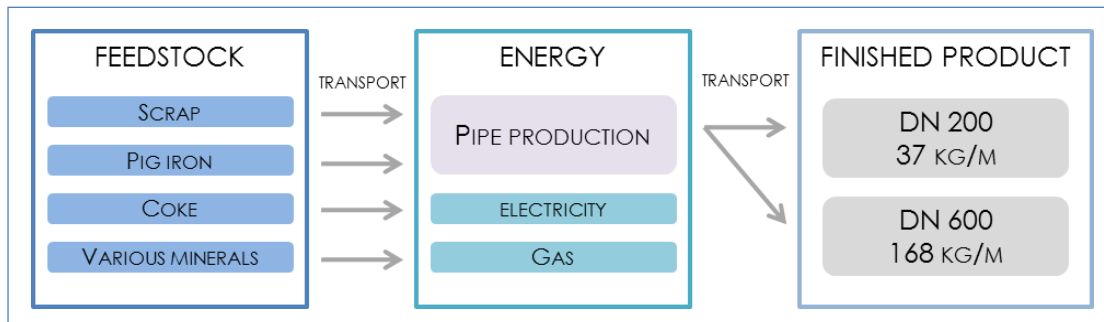 FEEDSTOCK
SCRAP
PIG IRON
COKE
VARIOUS MINERALS
TRANSPORT
ENERGY
PIPE PRODUCTION
ELECTRICITY
GAS
TRANSPORT
FINISHED PRODUCT
DN 200
37 KG/M
DN 600
168 KG/M